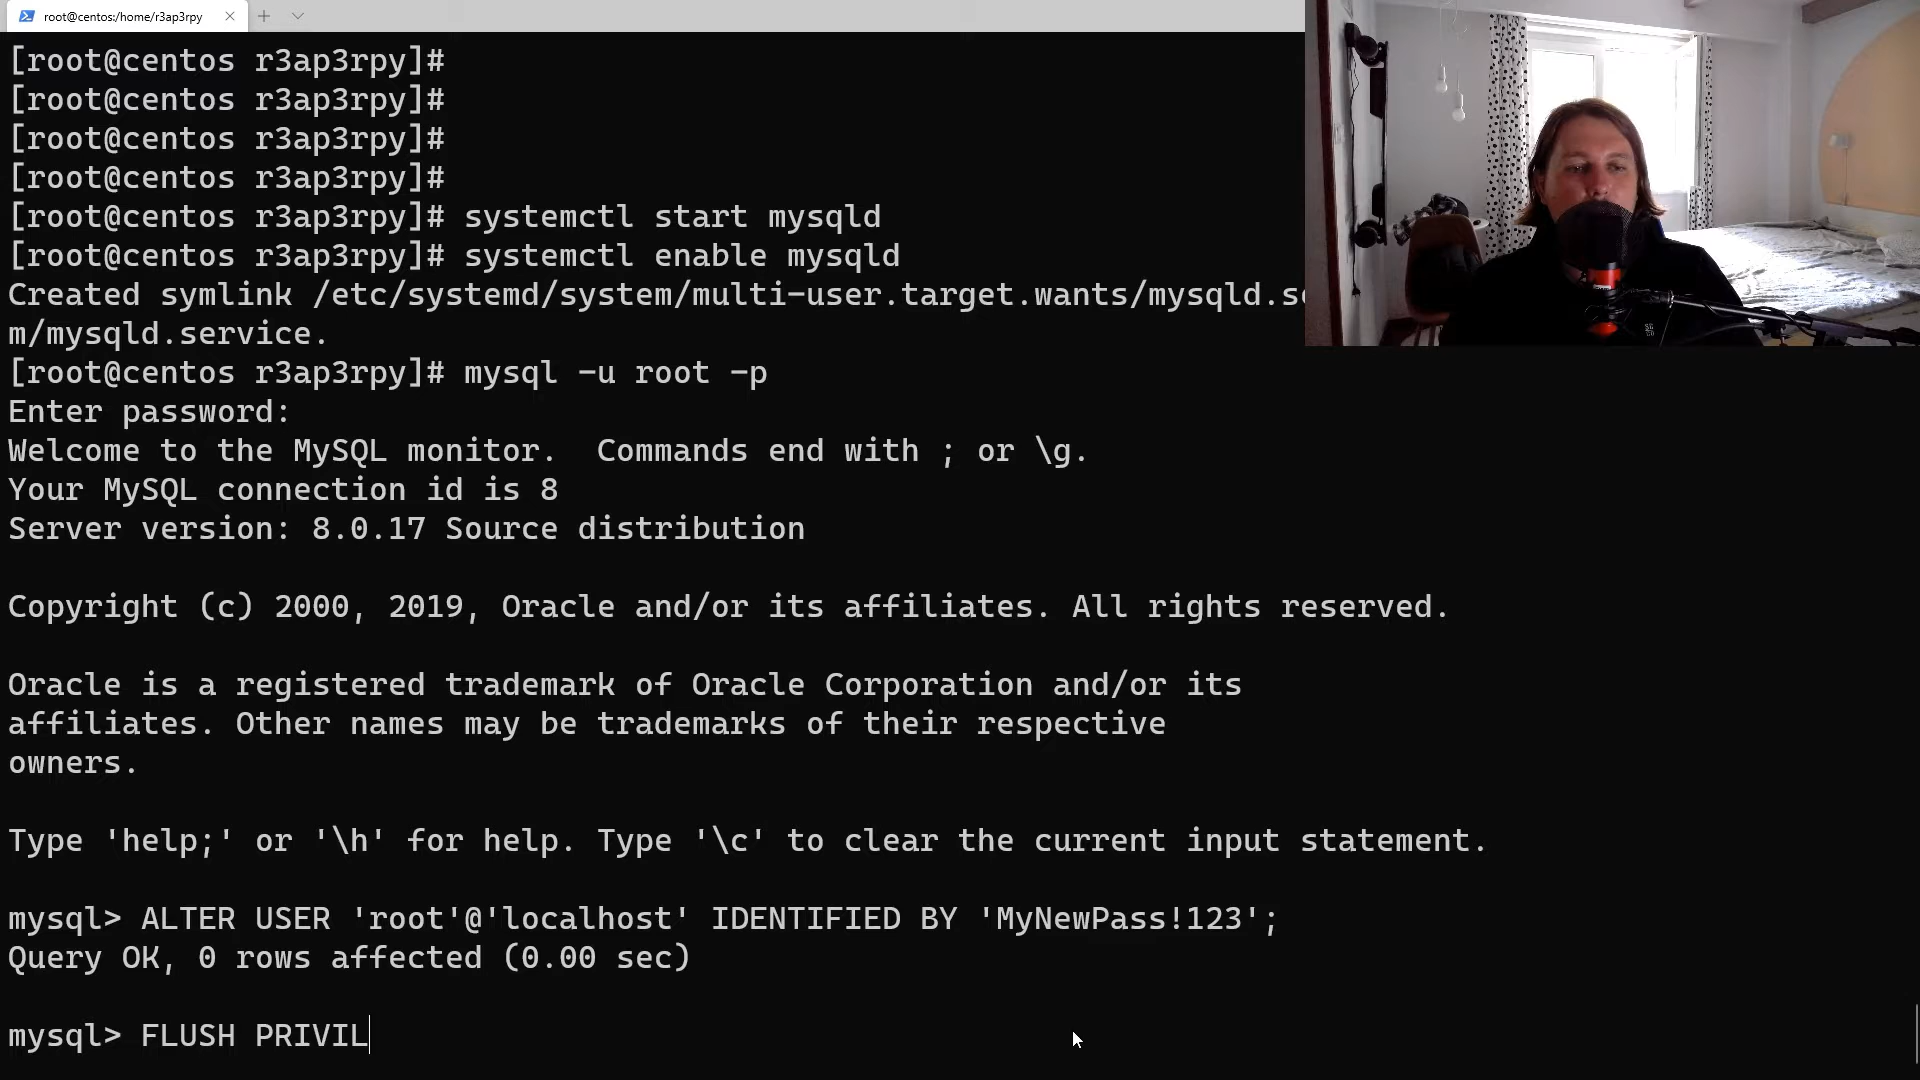 root@centos:/home/r3ap3rpy
[root@centos r3ap3rpy]#
[root@centos r3ap3rpy]#
[root@centos r3ap3rpy]#
[root@centos r3ap3rpy]#
[root@centos r3ap3rpy]# systemctl start mysqld
[root@centos r3ap3rpy]# systemctl enable mysqld
Created symlink /etc/systemd/system/multi-user.target.wants/mysqld.s
m/mysqld.service.
[root@centos r3ap3rpy]# mysql -u root -p
Enter password:
Welcome to the MySQL monitor.  Commands end with ; or \g.
Your MySQL connection id is 8
Server version: 8.0.17 Source distribution
Copyright (c) 2000, 2019, Oracle and/or its affiliates. All rights reserved.
Oracle is a registered trademark of Oracle Corporation and/or its
affiliates. Other names may be trademarks of their respective
owners.
Type 'help;' or '\h' for help. Type '\c' to clear the current input statement.
mysql> ALTER USER 'root'@'localhost' IDENTIFIED BY 'MyNewPass!123';
Query OK, 0 rows affected (0.00 sec)
mysql> FLUSH PRIVIL